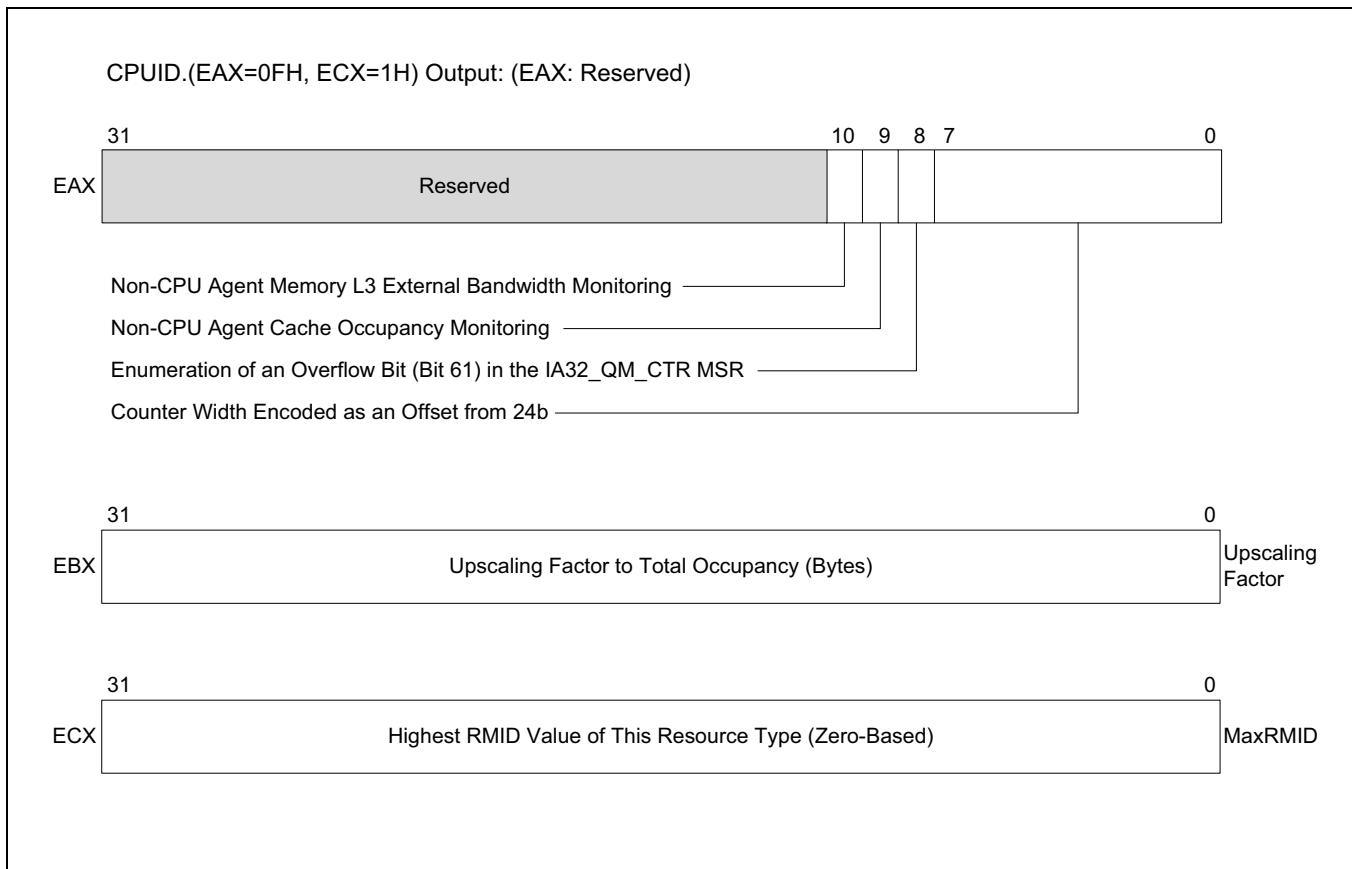 CPUID.(EAX=0FH, ECX=1H) Output: (EAX: Reserved)
31 10 9 8 7 0
EAX Reserved
Non-CPU Agent Memory L3 External Bandwidth Monitoring
Non-CPU Agent Cache Occupancy Monitoring
Enumeration of an Overflow Bit (Bit 61) in the IA32_QM_CTR MSR
Counter Width Encoded as an Offset from 24b
31 0
EBX Upscaling Factor to Total Occupancy (Bytes) Upscaling
Factor
31 0
ECX Highest RMID Value of This Resource Type (Zero-Based) MaxRMID